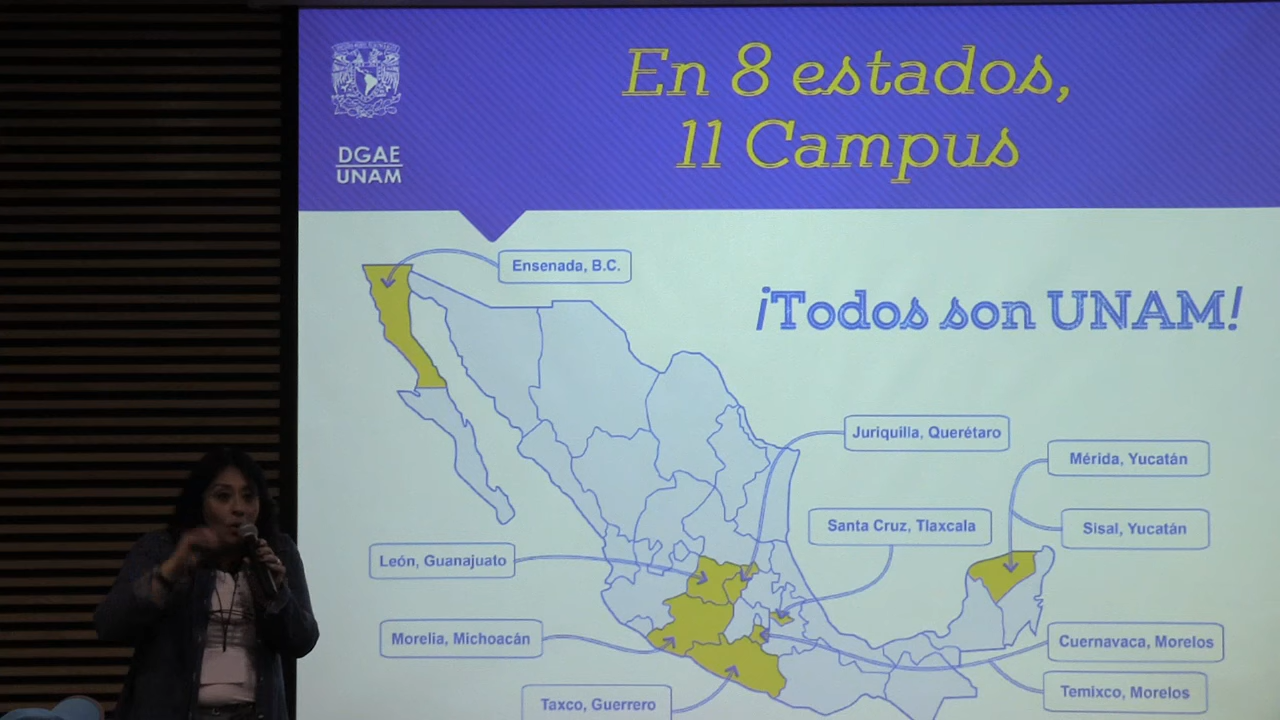 En 8 estados,
11 Campus
DGAE
UNAM
Ensenada, B.C.
¡Todos son UNAM!
Juriquilla, Querétaro
Mérida, Yucatán
Santa Cruz, Tlaxcala
Sisal, Yucatán
León, Guanajuato
Morelia, Michoacán
Cuernavaca, Morelos
Temixco, Morelos
Taxco, Guerrero